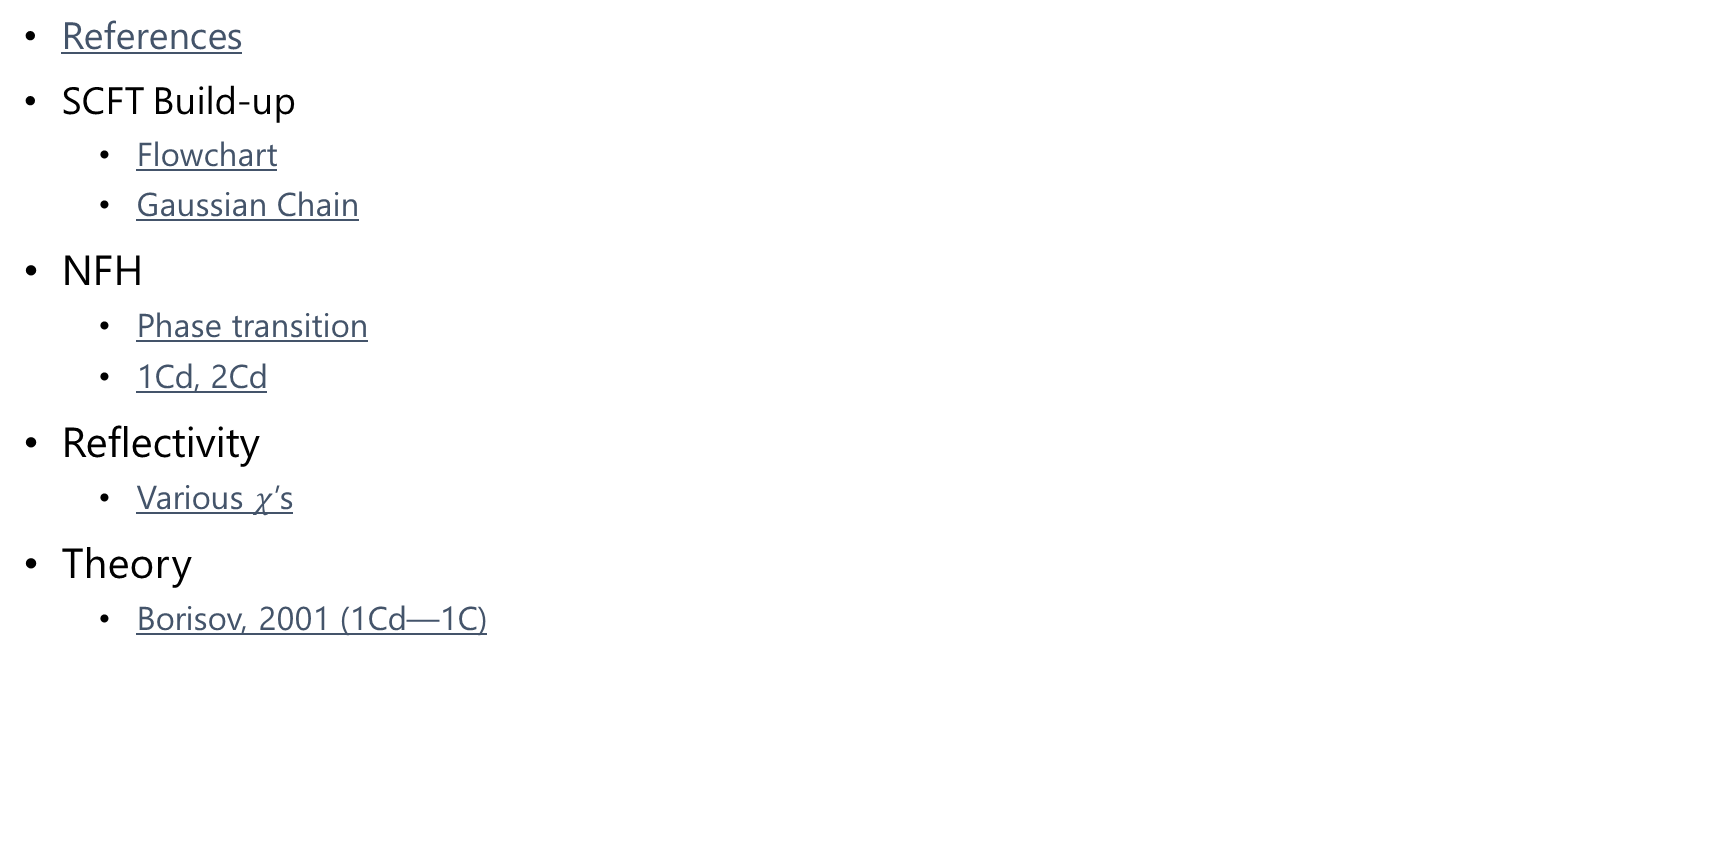 • References
• SCFT Build-up
• Flowchart
• Gaussian Chain
• NFH
• Phase transition
• 1Cd, 2Cd
• Reflectivity
• Various 𝜒’s
• Theory
• Borisov, 2001 (1Cd—1C)